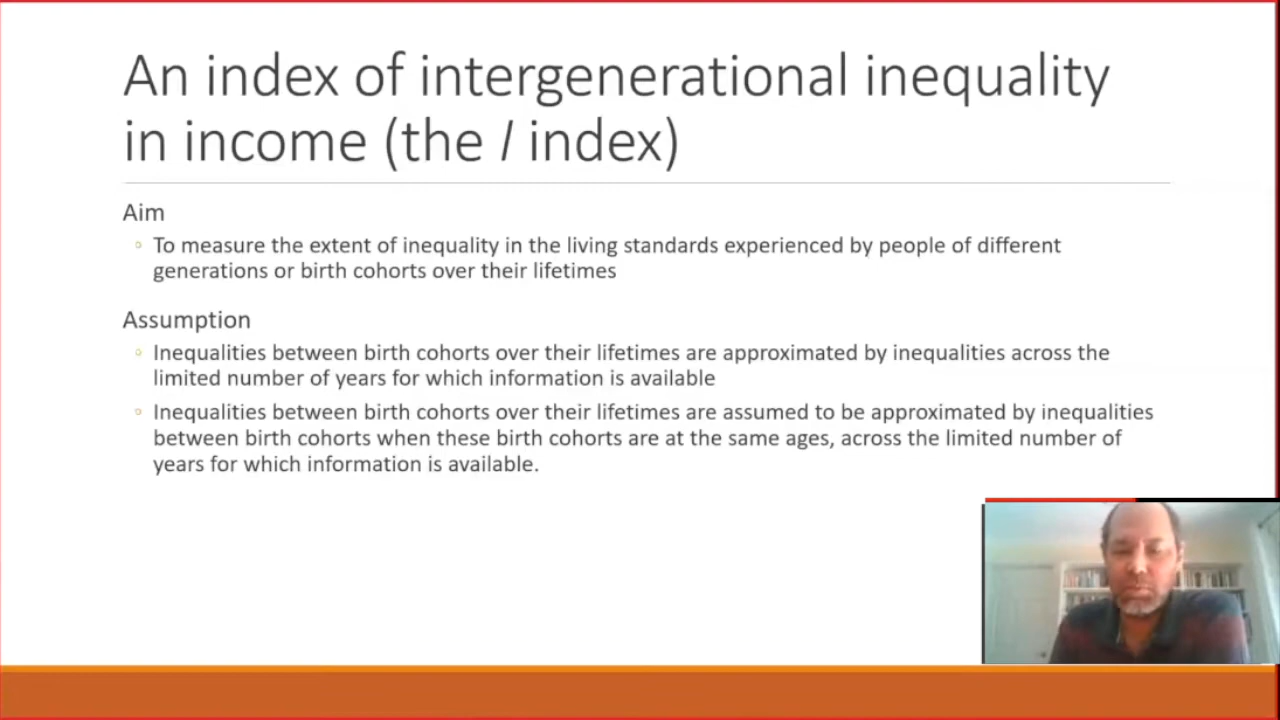 An index of intergenerational inequality
in income (the I index)
Aim
◦ To measure the extent of inequality in the living standards experienced by people of different
generations or birth cohorts over their lifetimes
Assumption
◦ Inequalities between birth cohorts over their lifetimes are approximated by inequalities across the
limited number of years for which information is available
◦ Inequalities between birth cohorts over their lifetimes are assumed to be approximated by inequalities
between birth cohorts when these birth cohorts are at the same ages, across the limited number of
years for which information is available.